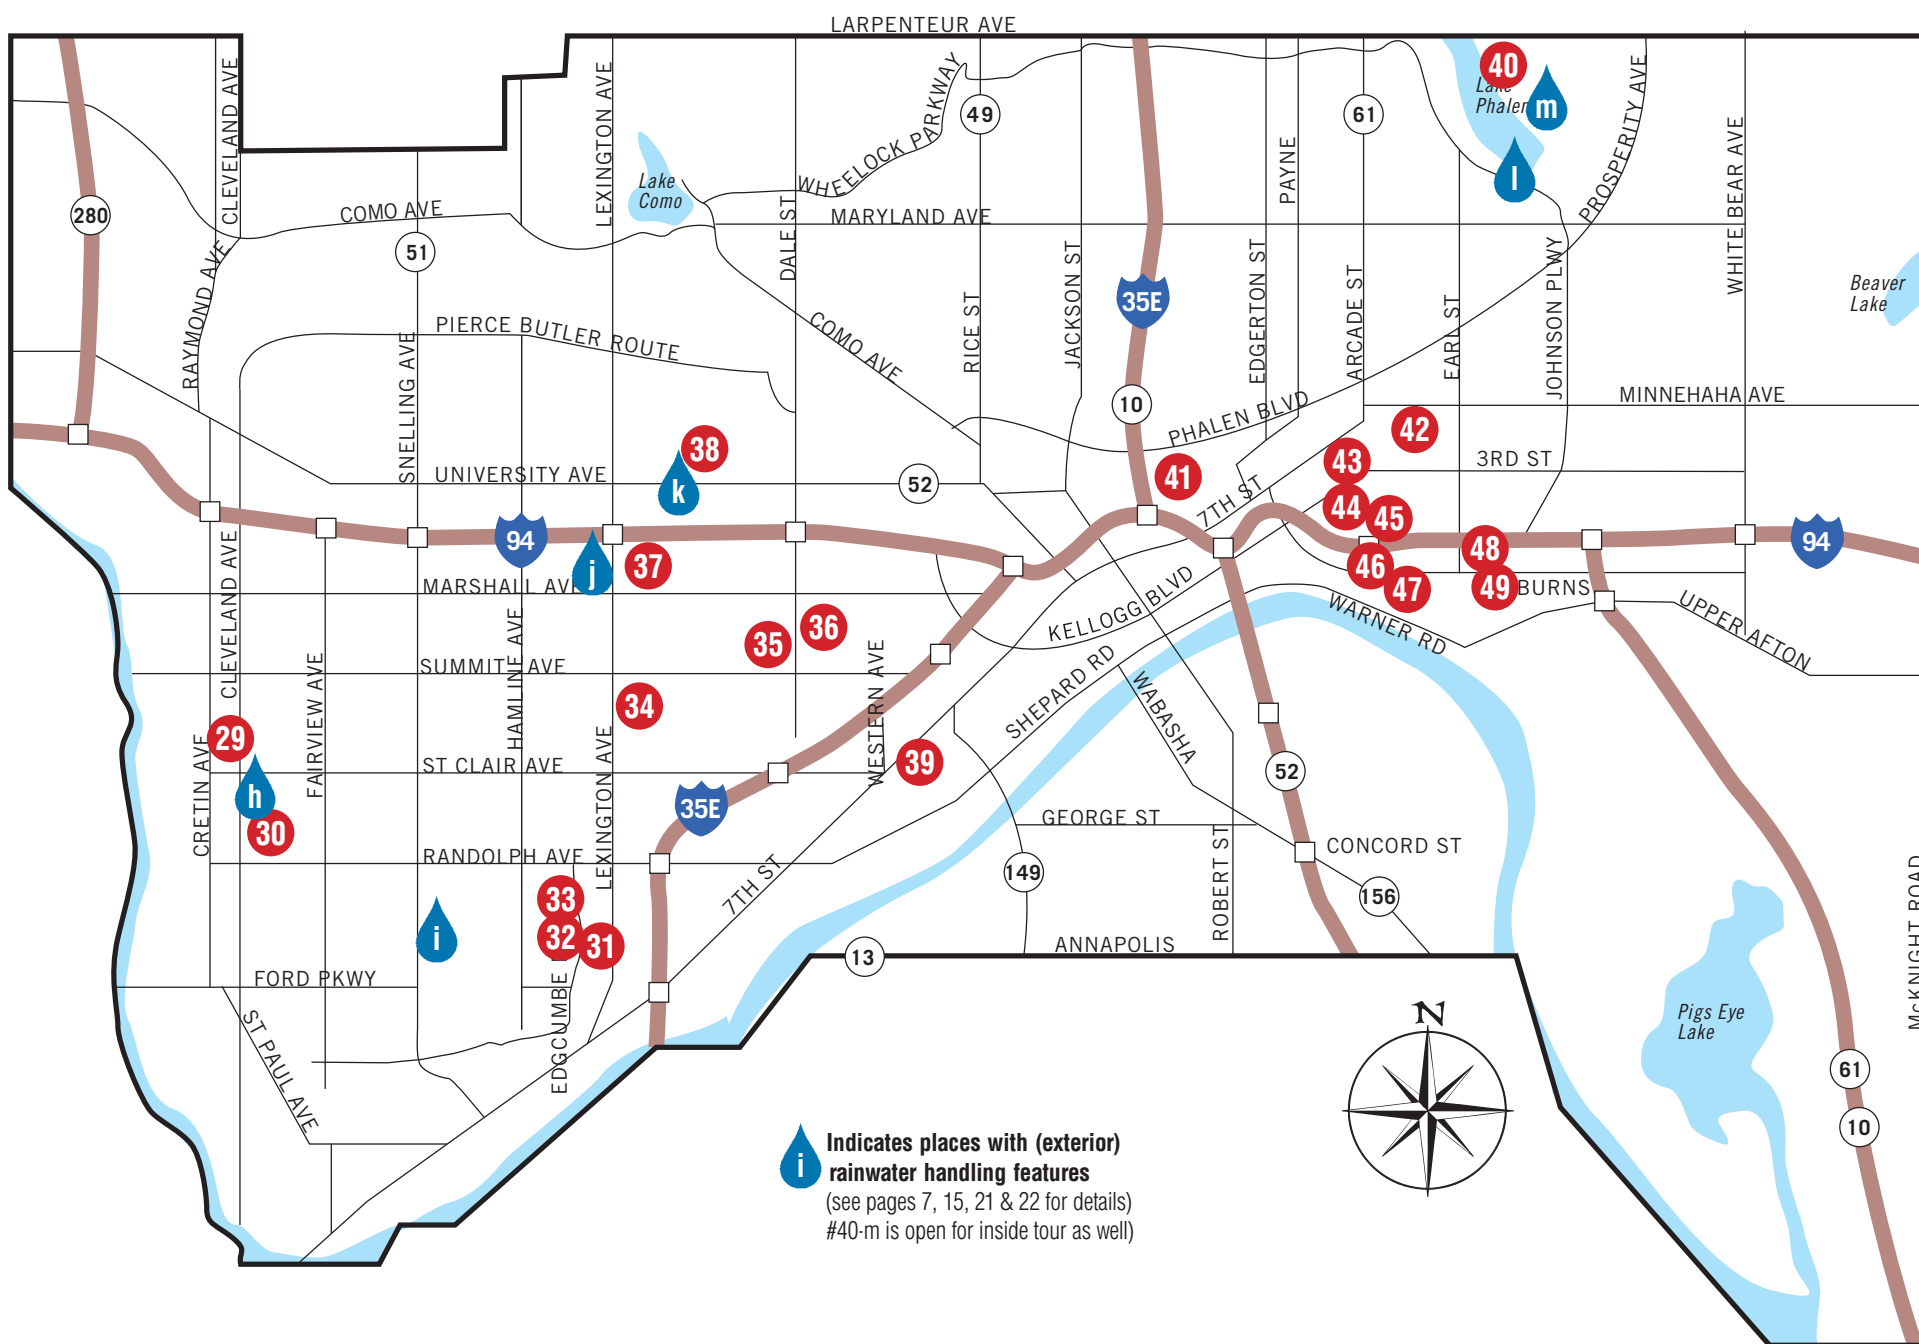 LARPENTEUR AVE
CLEVELAND AVE
LEXINGTON AVE
WHEELOCK PARKWAY
49
61
40
Lake
Phalen
m
l
PAYNE
PROSPERITY AVE
WHITE BEAR AVE
280
COMO AVE
51
Lake
Como
DALE ST
MARYLAND AVE
RAYMOND AVE
SNELLING AVE
PIERCE BUTLER ROUTE
COMO AVE
RICE ST
JACKSON ST
35E
10
EDGERTON ST
ARCADE ST
EARL ST
JOHNSON PLWY
Beaver
Lake
MINNEHAHA AVE
PHALEN BLVD
42
38
k
UNIVERSITY AVE
52
41
7TH ST
43
3RD ST
44
45
94
j
37
MARSHALL AVE
46
47
48
49
BURNS
94
CLEVELAND AVE
HAMLINE AVE
35
36
KELLOGG BLVD
WARNER RD
UPPER AFTON
SUMMIT AVE
FAIRVIEW AVE
WESTERN AVE
SHEPARD RD
WABASHA
34
29
h
30
CRETIN AVE
ST CLAIR AVE
LEXINGTON AVE
39
52
35E
GEORGE ST
RANDOLPH AVE
ROBERT ST
CONCORD ST
149
156
7TH ST
33
32
31
i
13
ANNAPOLIS
FORD PKWY
EDGCUMBE
ST PAUL AVE
McKNIGHT ROAD
Pigs Eye
Lake
N
61
10
i
Indicates places with (exterior)
rainwater handling features
(see pages 7, 15, 21 & 22 for details)
#40-m is open for inside tour as well)